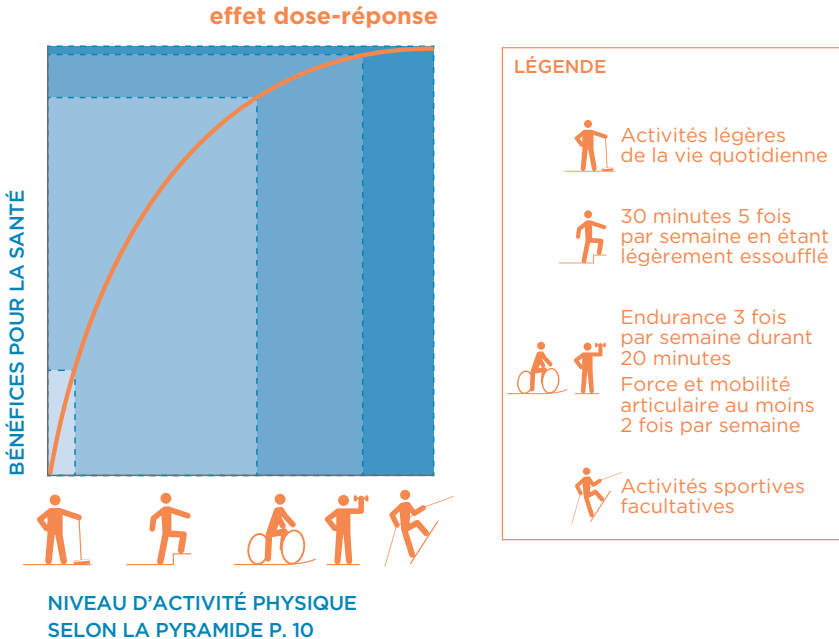 effet dose-réponse
BÉNÉFICES POUR LA SANTÉ
NIVEAU D’ACTIVITÉ PHYSIQUE
SELON LA PYRAMIDE P. 10
LÉGENDE
Activités légères
de la vie quotidienne
30 minutes 5 fois
par semaine en étant
légèrement essoufflé
Endurance 3 fois
par semaine durant
20 minutes
Force et mobilité
articulaire au moins
2 fois par semaine
Activités sportives
facultatives